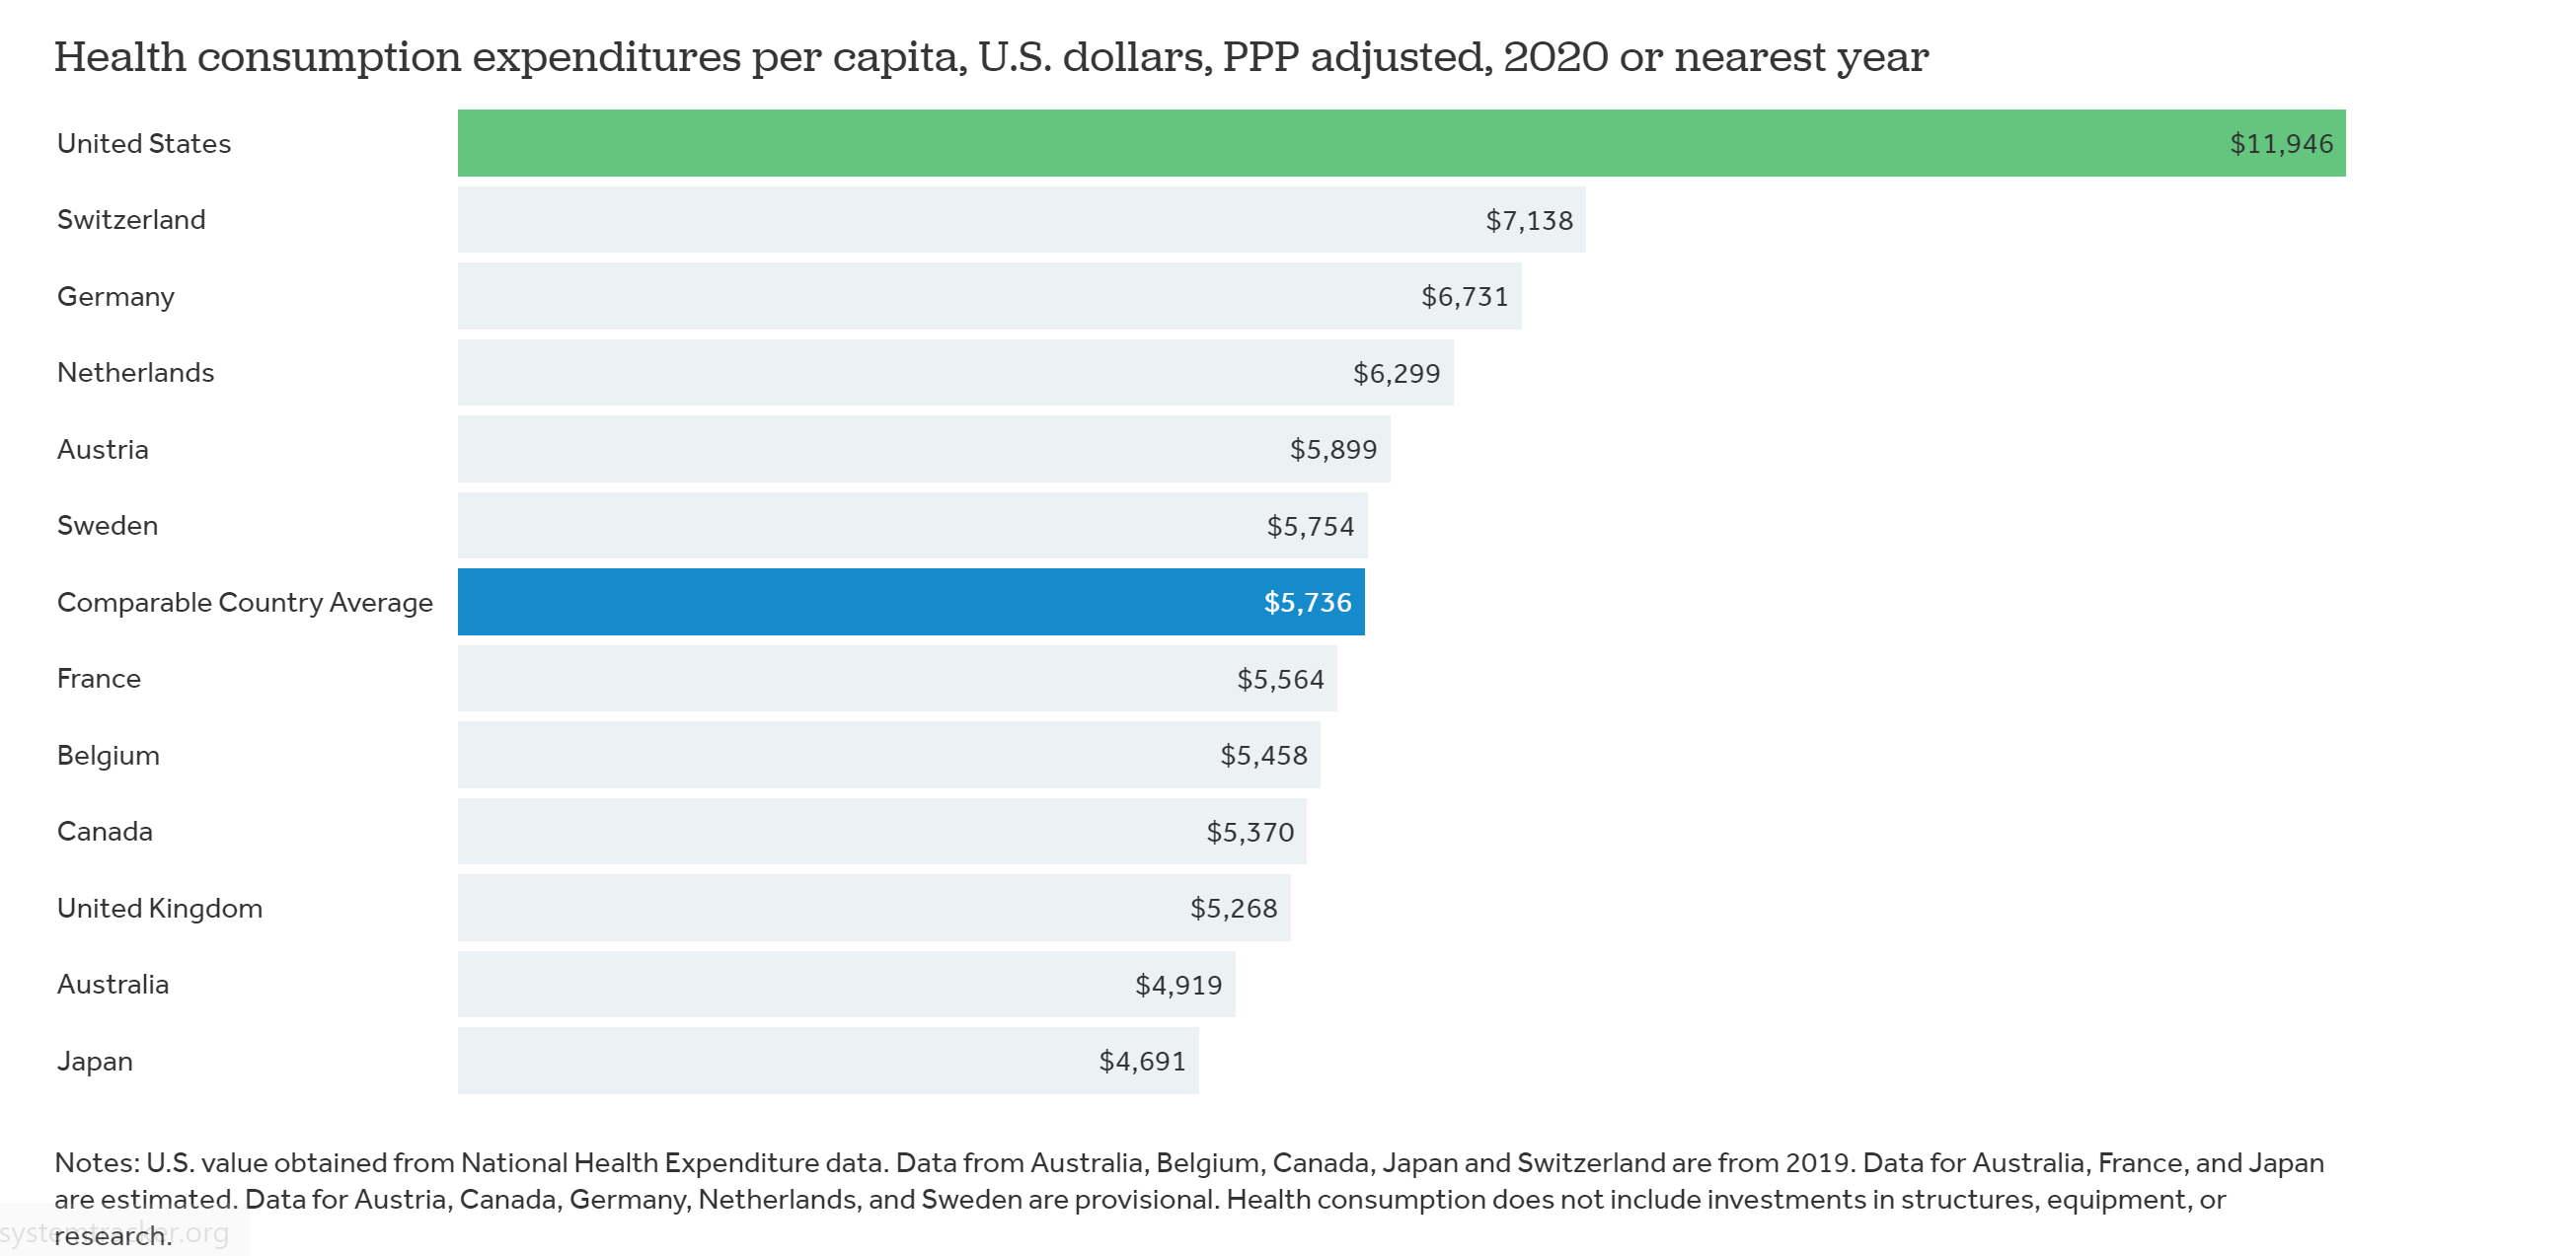 Health consumption expenditures per capita, U.S. dollars, PPP adjusted, 2020 or nearest year
United States $11,946
Switzerland $7,138
Germany $6,731
Netherlands $6,299
Austria $5,899
Sweden $5,754
Comparable Country Average $5,736
France $5,564
Belgium $5,458
Canada $5,370
United Kingdom $5,268
Australia $4,919
Japan $4,691
Notes: U.S. value obtained from National Health Expenditure data. Data from Australia, Belgium, Canada, Japan and Switzerland are from 2019. Data for Australia, France, and Japan
are estimated. Data for Austria, Canada, Germany, Netherlands, and Sweden are provisional. Health consumption does not include investments in structures, equipment, or
research.
systemtracker.org